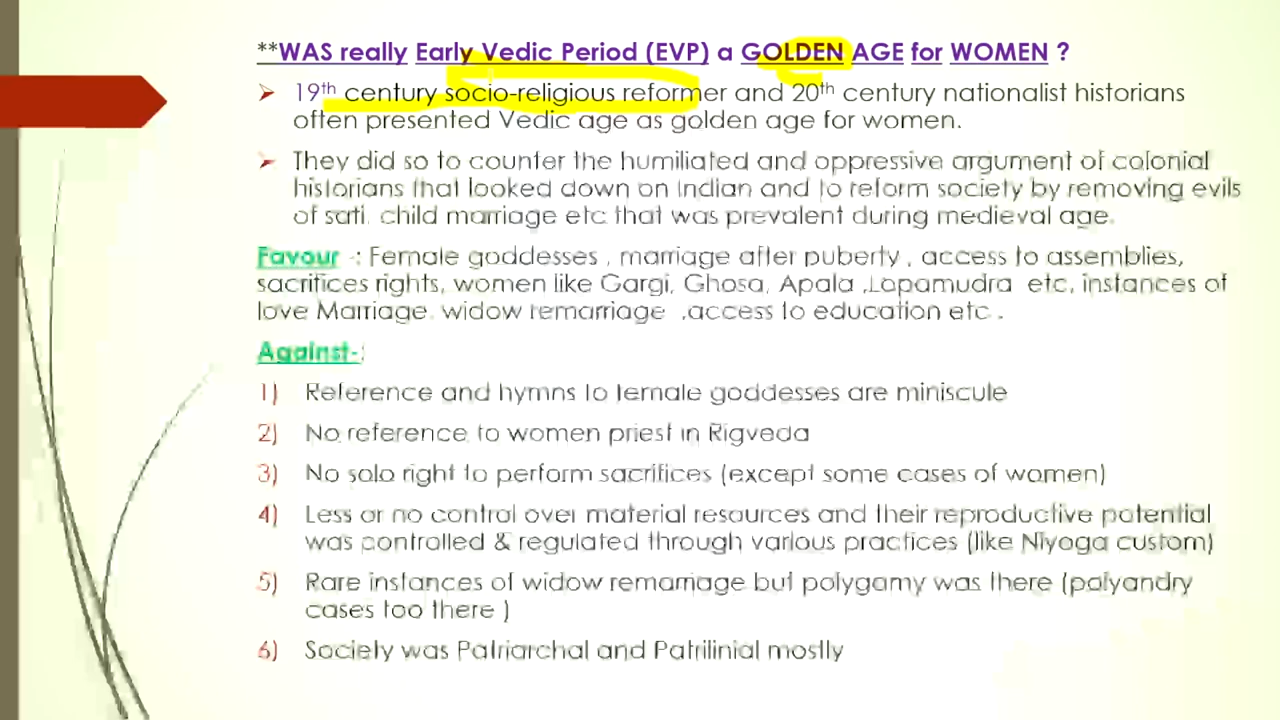 **WAS really Early Vedic Period (EVP) a GOLDEN AGE for WOMEN ?
➤ 19th century socio-religious reformer and 20th century nationalist historians
often presented Vedic age as golden age for women.
➤ They did so to counter the humiliated and oppressive argument of colonial
historians that looked down on Indian and to reform society by removing evils
of sati, child marriage etc that was prevalent during medieval age.
Favour -: Female goddesses , marriage after puberty , access to assemblies,
sacrifices rights, women like Gargi, Ghosa, Apala ,Lopamudra etc, instances of
love Marriage, widow remarriage ,access to education etc .
Against-:
1) Reference and hymns to female goddesses are miniscule
2) No reference to women priest in Rigveda
3) No solo right to perform sacrifices (except some cases of women)
4) Less or no control over material resources and their reproductive potential
was controlled & regulated through various practices (like Niyoga custom)
5) Rare instances of widow remarriage but polygamy was there (polyandry
cases too there )
6) Society was Patriarchal and Patrilinial mostly